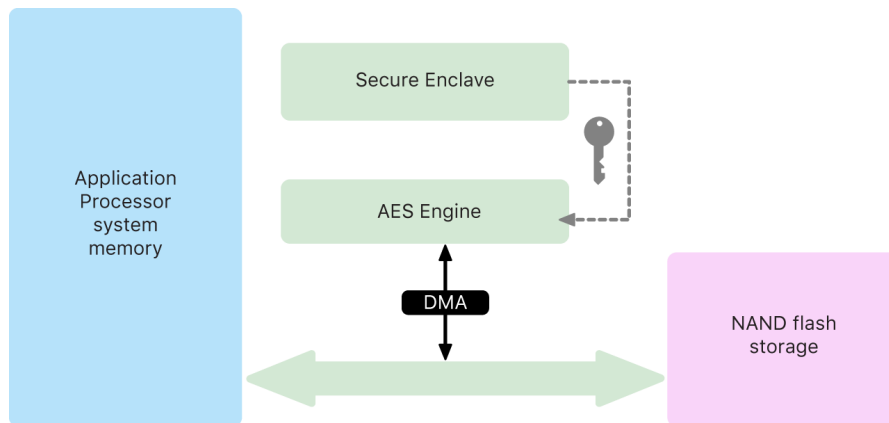 Secure Enclave
Application
Processor
system
memory
AES Engine
DMA
NAND flash
storage